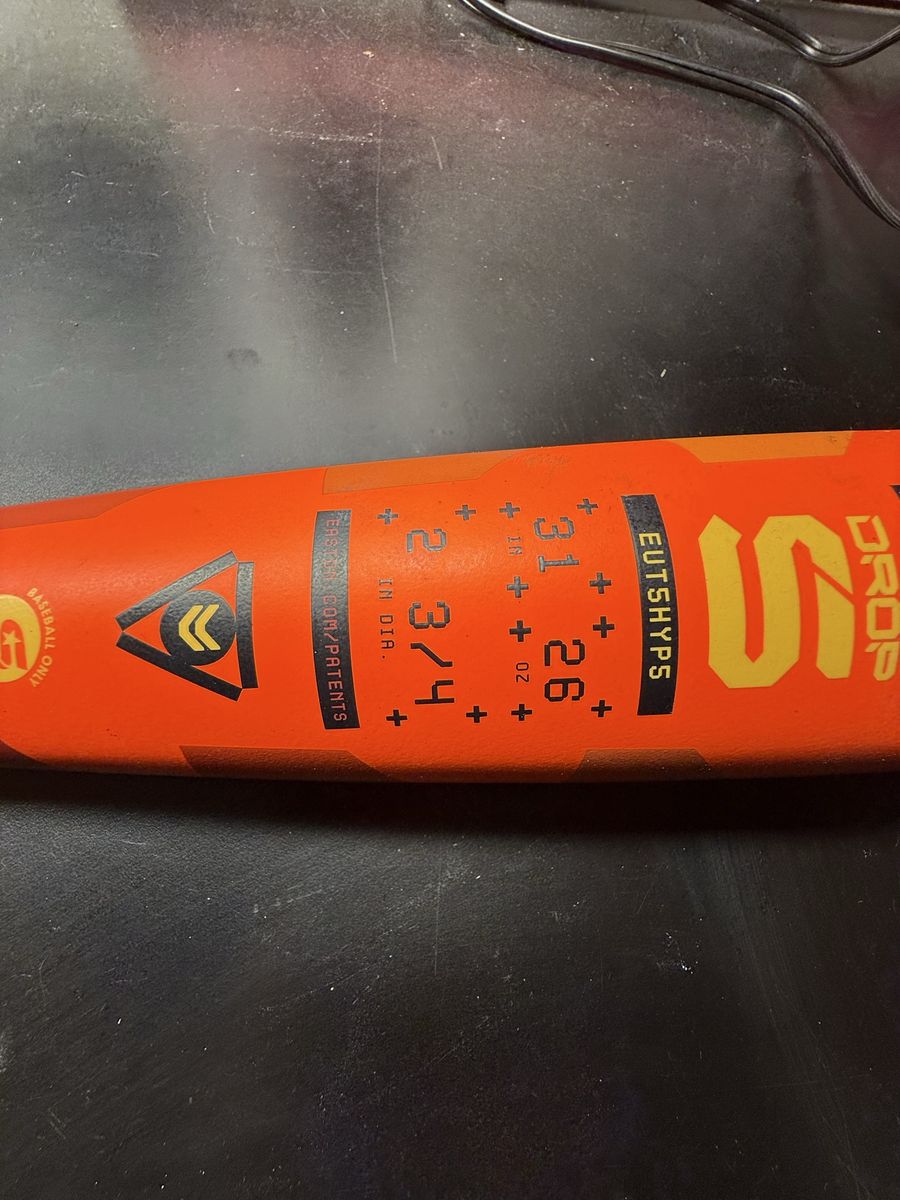 DROP
5
EUT5HYP5
31 26
IN OZ
2 3/4
IN DIA.
EASTON.COM/PATENTS
BASEBALL ONLY